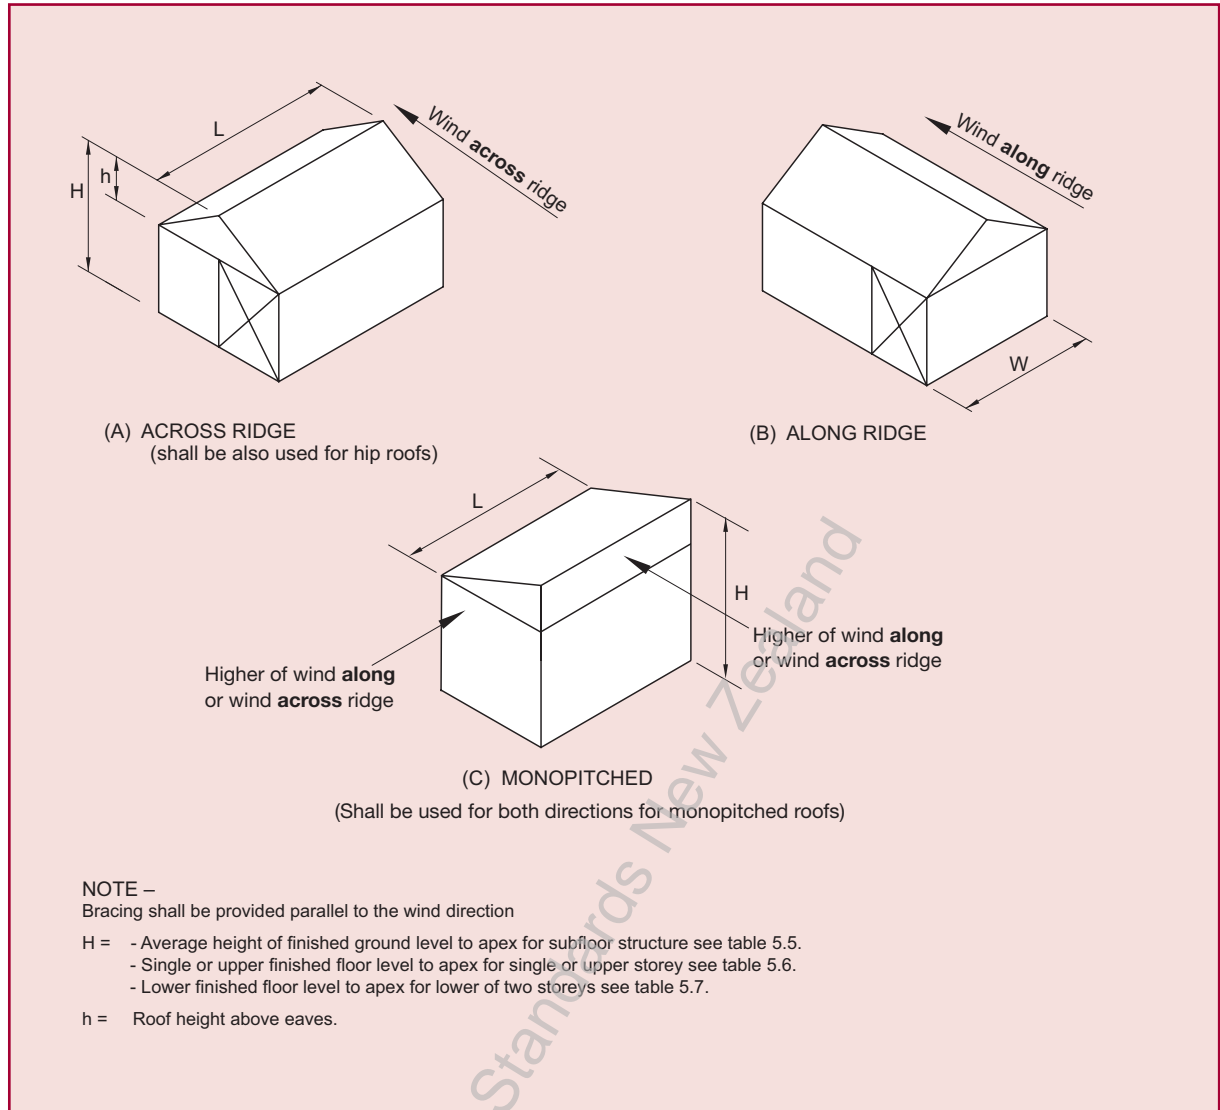 L
Wind across ridge
H
h
Wind along ridge
W
(A) ACROSS RIDGE
(shall be also used for hip roofs)
(B) ALONG RIDGE
L
H
Higher of wind along
or wind across ridge
Higher of wind along
or wind across ridge
(C) MONOPITCHED
(Shall be used for both directions for monopitched roofs)
NOTE –
Bracing shall be provided parallel to the wind direction
H = - Average height of finished ground level to apex for subfloor structure see table 5.5.
- Single or upper finished floor level to apex for single or upper storey see table 5.6.
- Lower finished floor level to apex for lower of two storeys see table 5.7.
h = Roof height above eaves.
Standards New Zealand